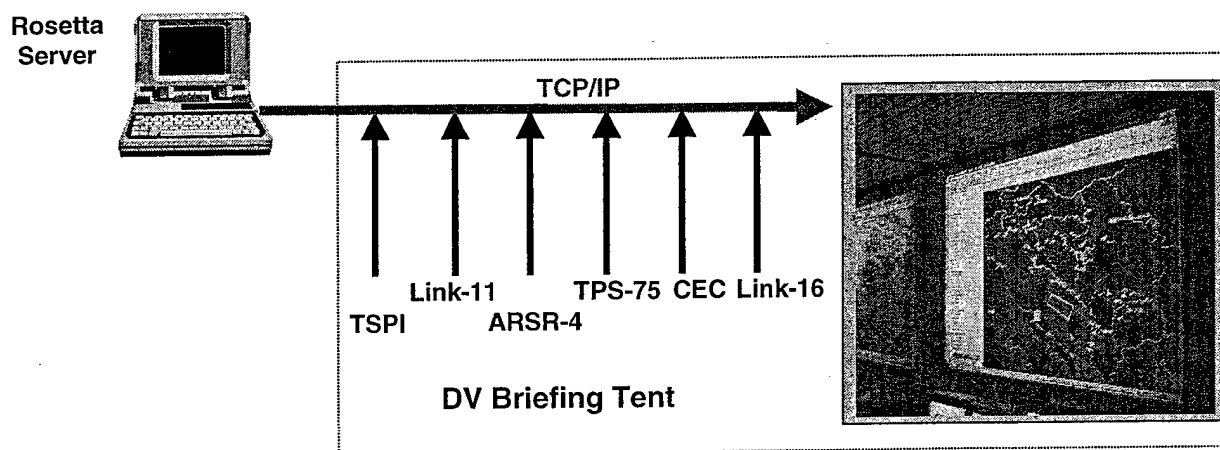 Rosetta
Server
TCP/IP
Link-11
TPS-75 CEC Link-16
TSPI
ARSR-4
DV Briefing Tent